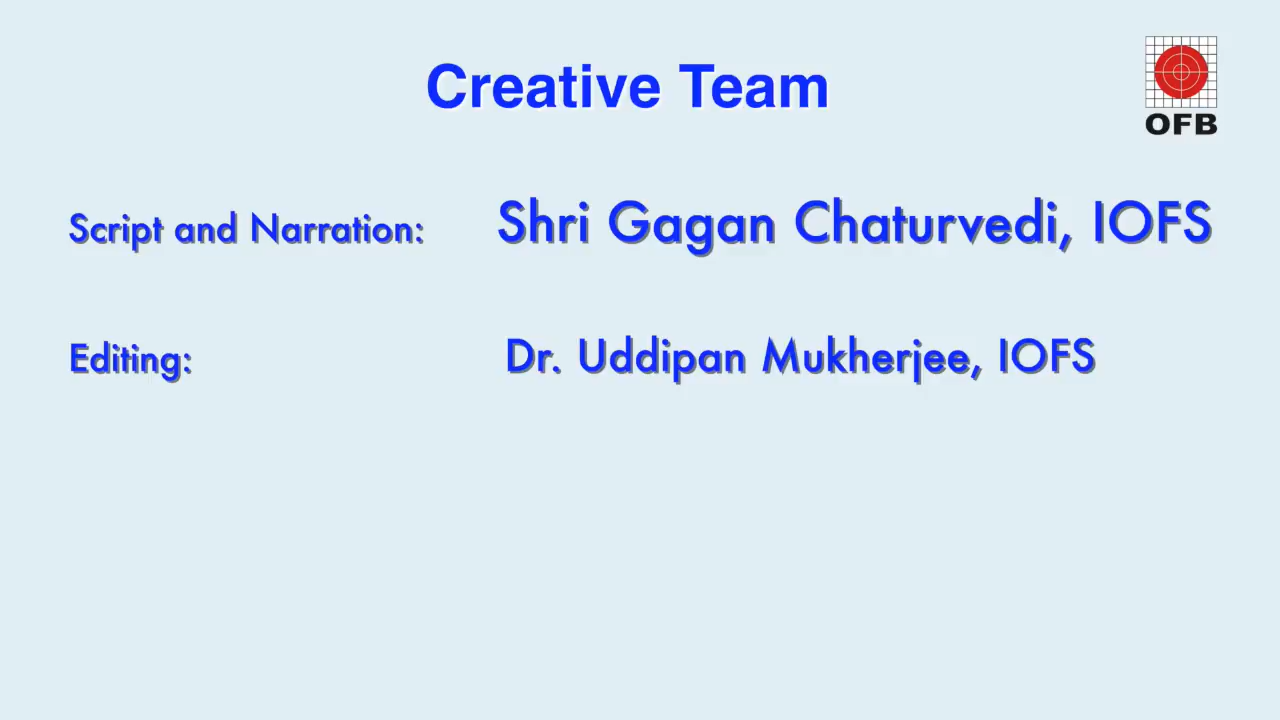 Creative Team
OFB
Script and Narration: Shri Gagan Chaturvedi, IOFS
Editing: Dr. Uddipan Mukherjee, IOFS